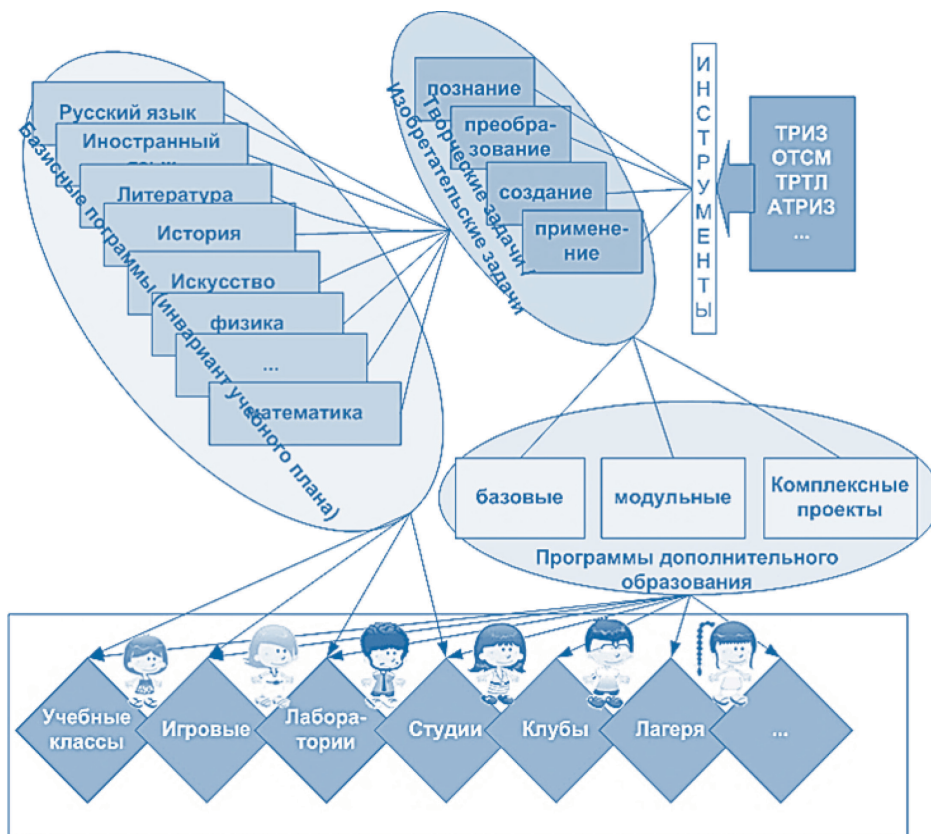 Базисные пограммы (инвариант учебного плана)
Русский язык
Иностранный
язык
Литература
История
Искусство
физика
...
математика
Творческие задачи /
Изобретательские задачи
познание
преобра-
зование
создание
примене-
ние
ИНСТРУМЕНТЫ
ТРИЗ
ОТСМ
ТРТЛ
АТРИЗ
...
базовые
модульные
Комплексные
проекты
Программы дополнительного
образования
Учебные
классы
Игровые
Лабора-
тории
Студии
Клубы
Лагеря
...